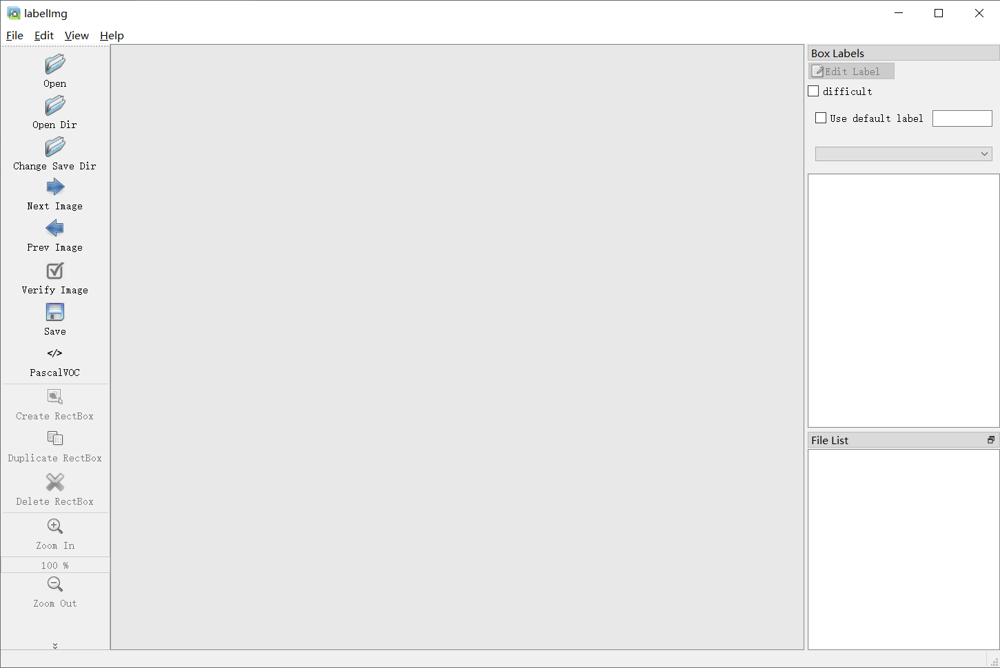 labelImg
File Edit View Help
Open
Open Dir
Change Save Dir
Next Image
Prev Image
Verify Image
Save
</>
PascalVOC
Create RectBox
Duplicate RectBox
Delete RectBox
Zoom In
100 %
Zoom Out
Box Labels
Edit Label
difficult
Use default label
File List